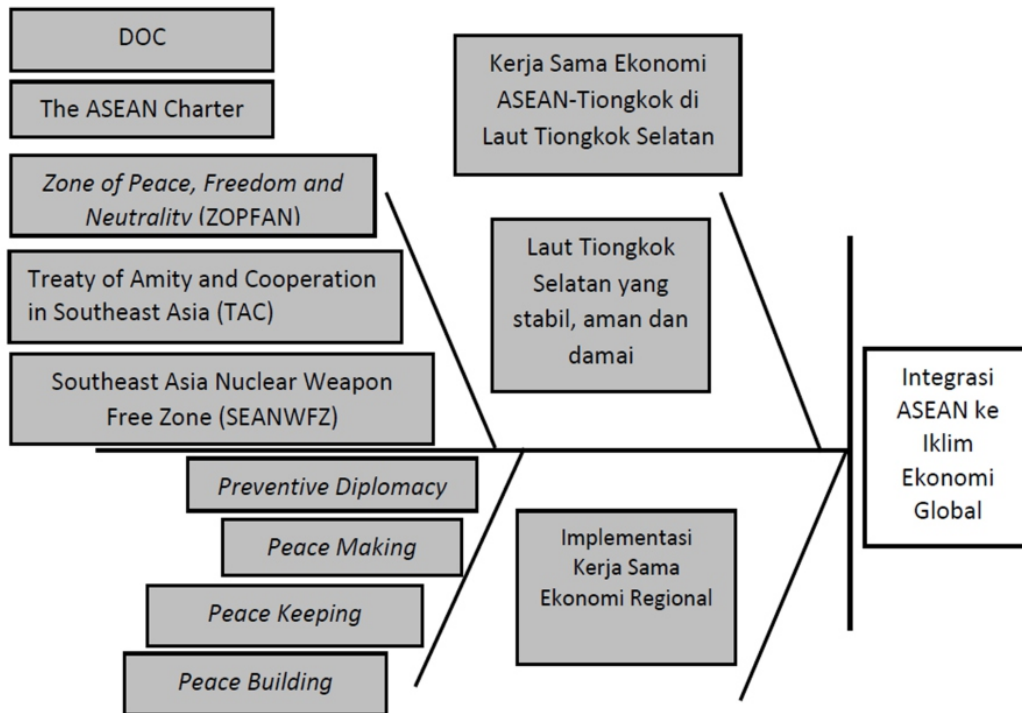 DOC
The ASEAN Charter
Zone of Peace, Freedom and
Neutrality (ZOPFAN)
Treaty of Amity and Cooperation
in Southeast Asia (TAC)
Southeast Asia Nuclear Weapon
Free Zone (SEANWFZ)
Preventive Diplomacy
Peace Making
Peace Keeping
Peace Building
Kerja Sama Ekonomi
ASEAN-Tiongkok di
Laut Tiongkok Selatan
Laut Tiongkok
Selatan yang
stabil, aman dan
damai
Implementasi
Kerja Sama
Ekonomi Regional
Integrasi
ASEAN ke
Iklim
Ekonomi
Global